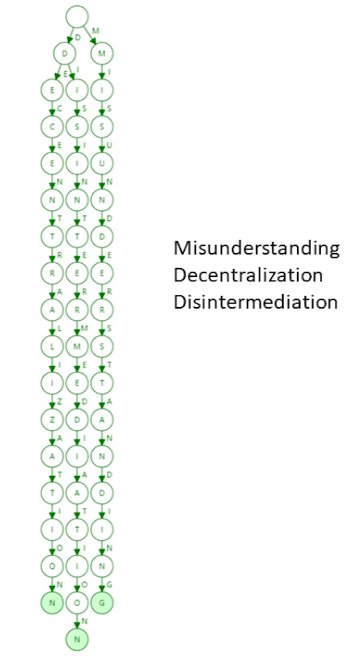 D M
D M
E I I
E I I
C S S
C S S
E I U
E I U
N N N
N N N
T T D
T T D
R E E
R E E
A R R
A R R
L M S
L M S
I E T
I E T
Z D A
Z D A
A I N
A I N
T A D
T A D
I T I
I T I
O I N
O I N
N O G
N O G
N
N
Misunderstanding
Decentralization
Disintermediation